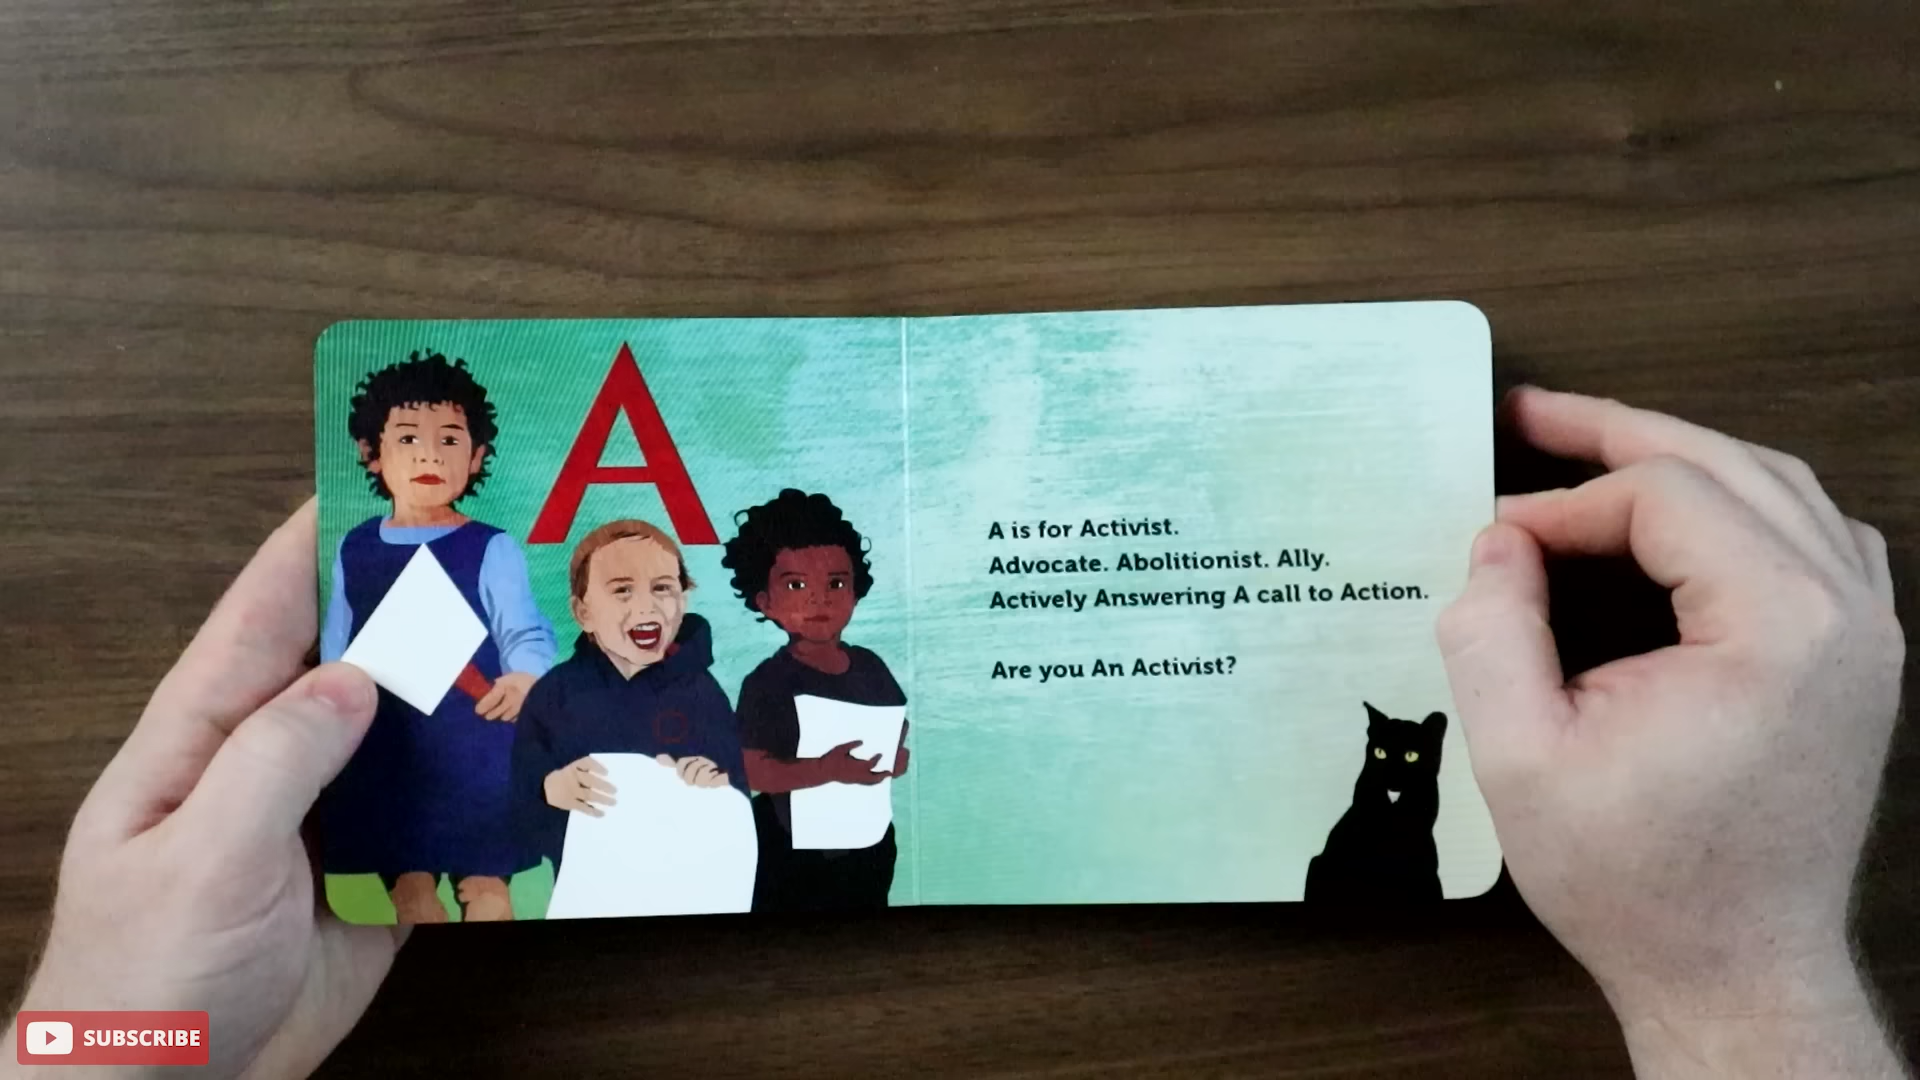 A
A is for Activist.
Advocate. Abolitionist. Ally.
Actively Answering A call to Action.
Are you An Activist?
SUBSCRIBE